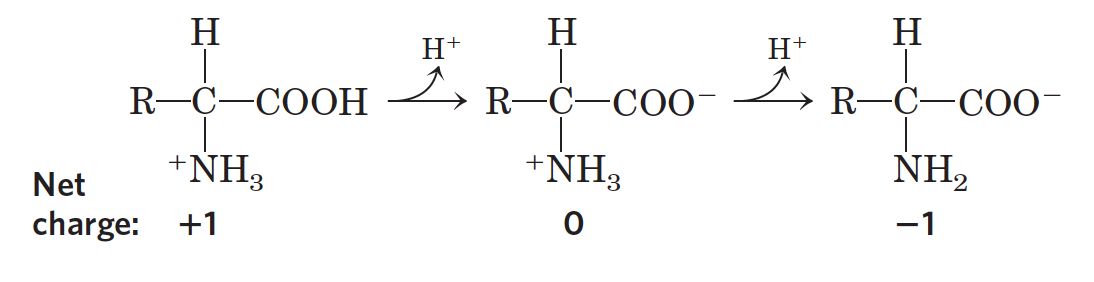 H H⁺ H H⁺ H
R—C—COOH R—C—COO⁻ R—C—COO⁻
⁺NH₃ ⁺NH₃ NH₂
Net
charge: +1 0 −1